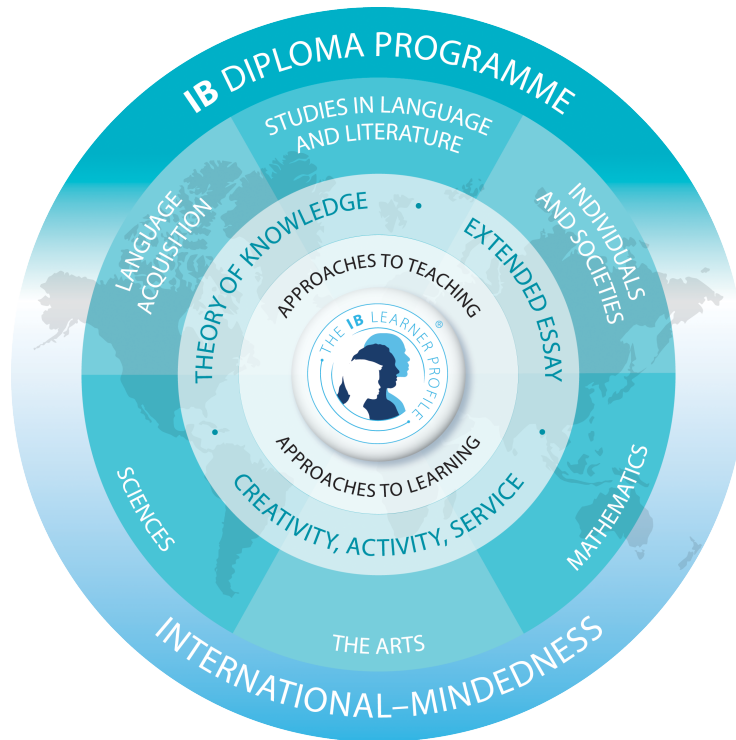 IB DIPLOMA PROGRAMME
STUDIES IN LANGUAGE
AND LITERATURE
LANGUAGE
ACQUISITION
INDIVIDUALS
AND SOCIETIES
THEORY OF KNOWLEDGE
•
EXTENDED ESSAY
APPROACHES TO TEACHING
• THE IB LEARNER PROFILE •
®
APPROACHES TO LEARNING
•
CREATIVITY, ACTIVITY, SERVICE
•
SCIENCES
MATHEMATICS
THE ARTS
INTERNATIONAL–MINDEDNESS